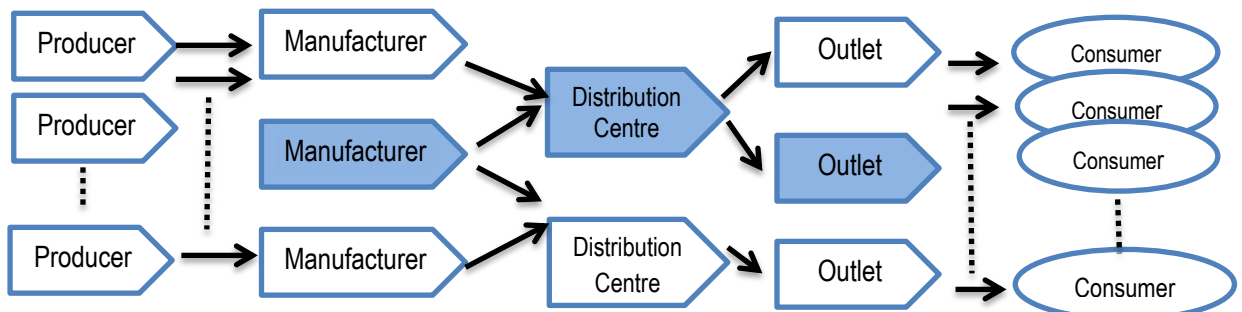 Producer
Manufacturer
Outlet
Consumer
Producer
Manufacturer
Distribution
Centre
Outlet
Consumer
Consumer
Producer
Manufacturer
Distribution
Centre
Outlet
Consumer